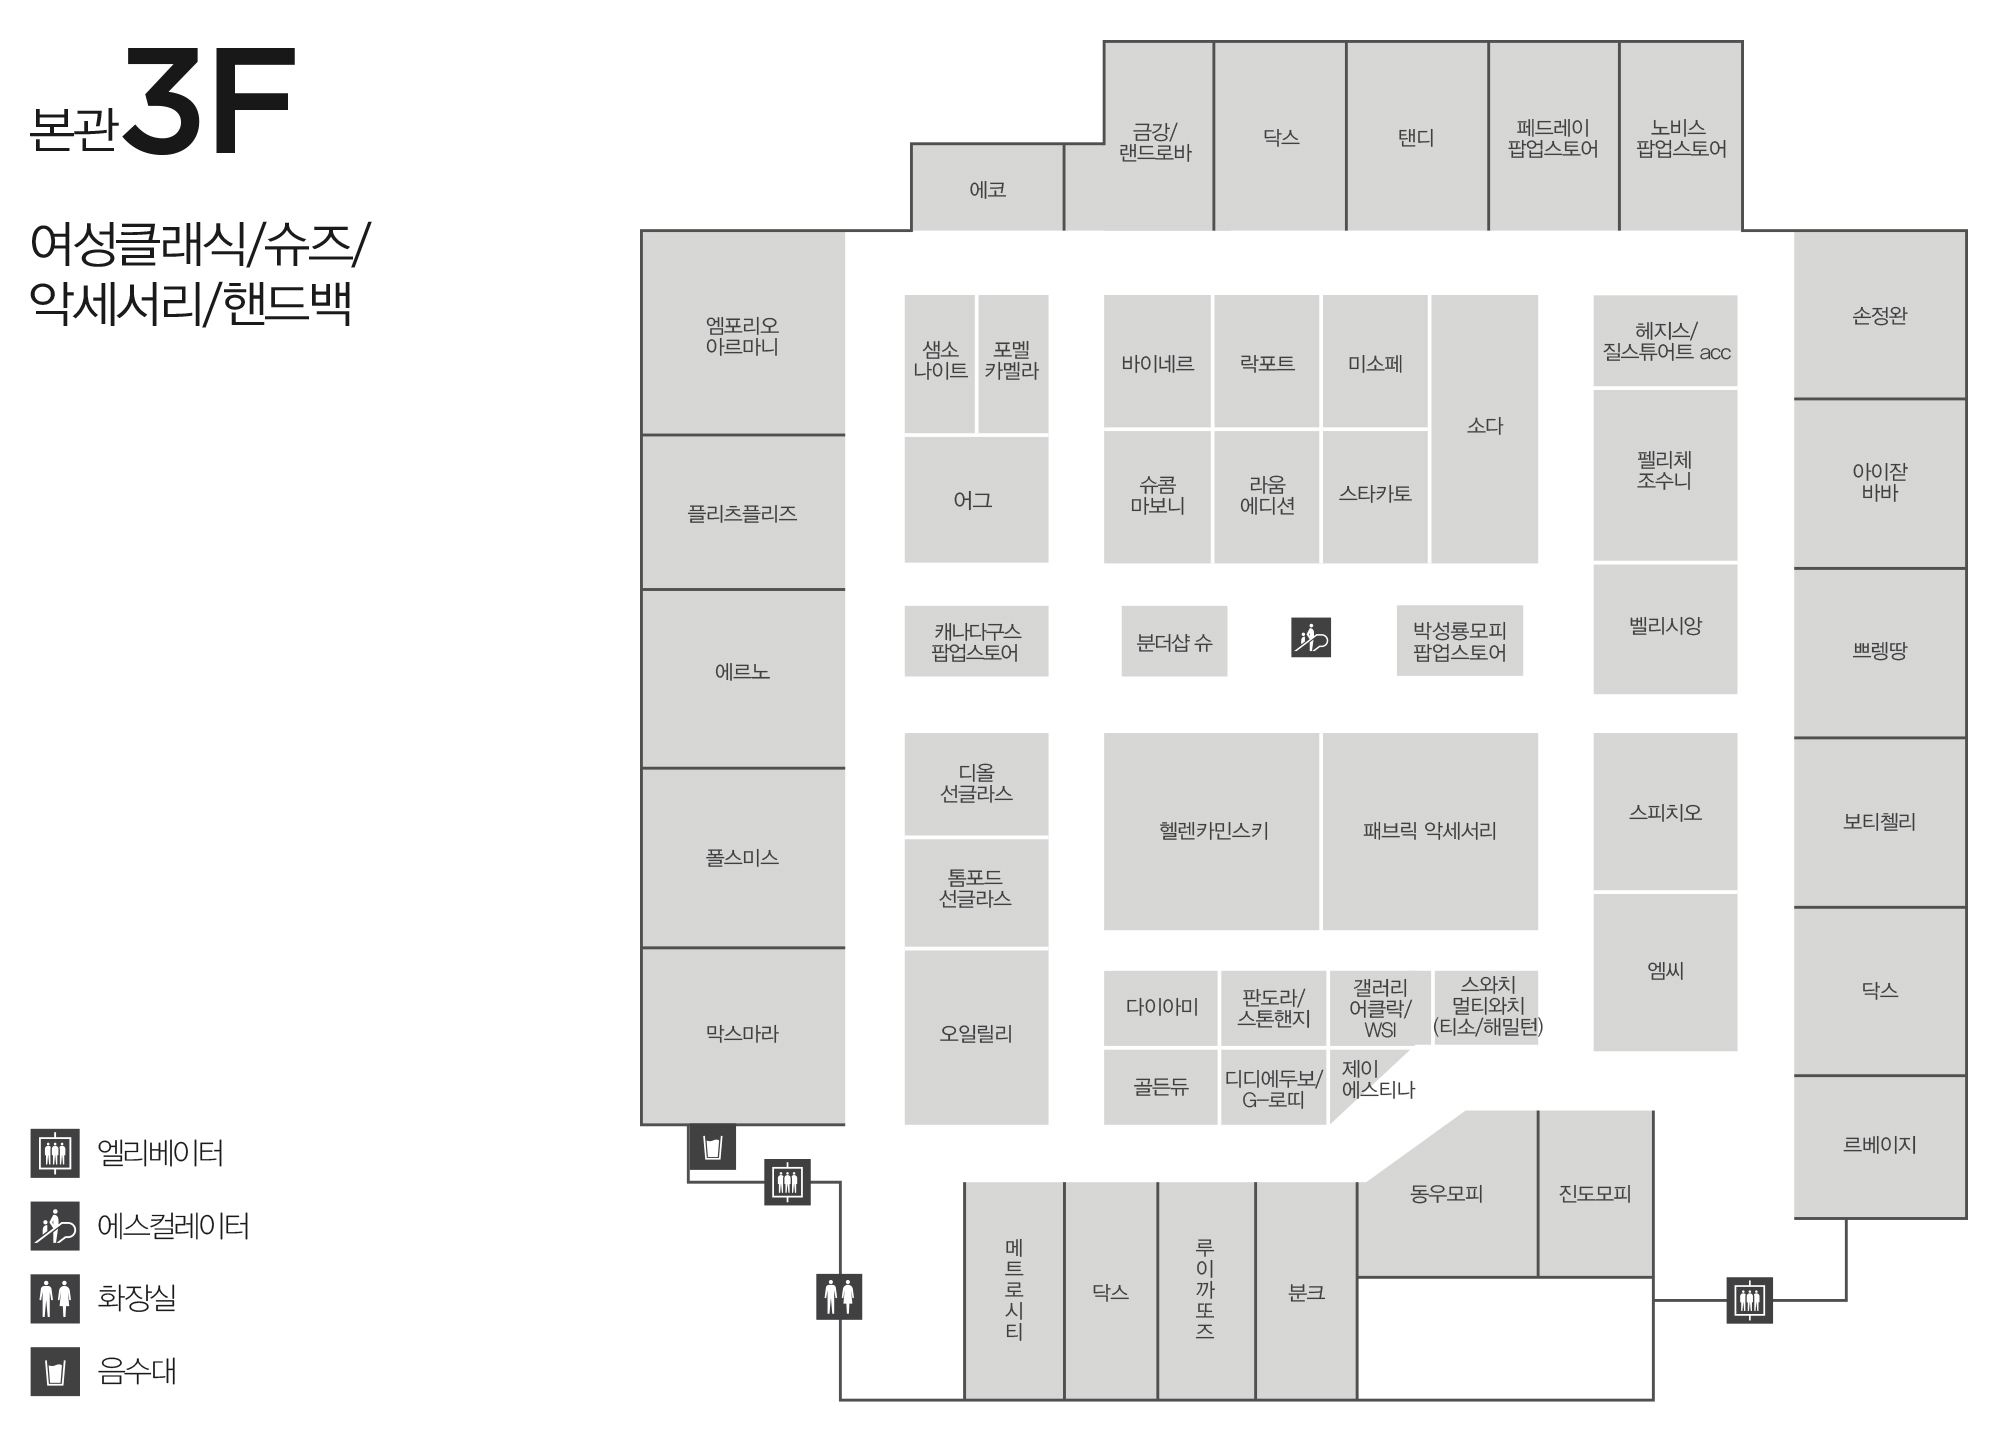 본관 3F
여성클래식/슈즈/
악세서리/핸드백
엘리베이터
에스컬레이터
화장실
음수대
에코
금강/
랜드로바
닥스
탠디
페드레이
팝업스토어
노비스
팝업스토어
엠포리오
아르마니
플리츠플리즈
에르노
폴스미스
막스마라
샘소
나이트
포멜
카멜라
어그
바이네르
락포트
미소페
소다
슈콤
마보니
라움
에디션
스타카토
헤지스/
질스튜어트 acc
펠리체
조수니
벨리시앙
손정완
아이잗
바바
쁘렝땅
보티첼리
닥스
르베이지
캐나다구스
팝업스토어
분더샵 슈
박성룡모피
팝업스토어
디올
선글라스
톰포드
선글라스
오일릴리
헬렌카민스키
패브릭 악세서리
스피치오
엠씨
다이아미
판도라/
스톤헨지
갤러리
어클락/
WSI
스와치
멀티와치
(티소/해밀턴)
골든듀
디디에두보/
G-로띠
제이
에스티나
메트로시티
닥스
루이까또즈
분크
동우모피
진도모피